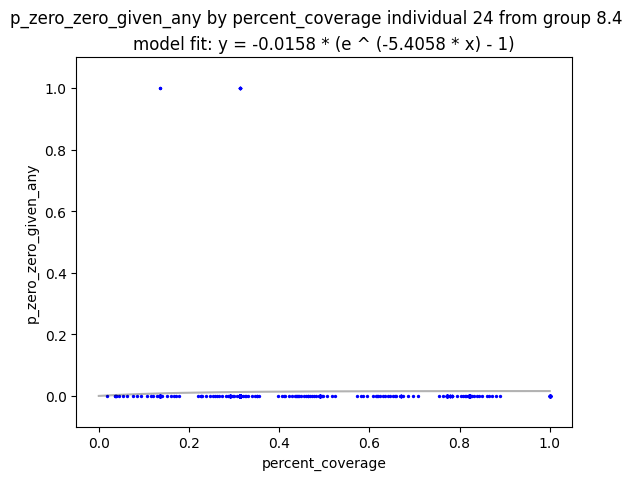 p_zero_zero_given_any by percent_coverage individual 24 from group 8.4
model fit: y = -0.0158 * (e ^ (-5.4058 * x) - 1)
1.0
0.8
0.6
0.4
0.2
0.0
p_zero_zero_given_any
0.0 0.2 0.4 0.6 0.8 1.0
percent_coverage